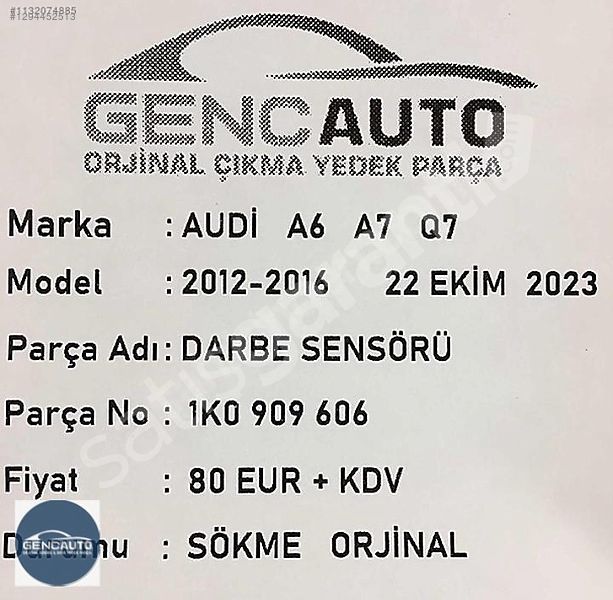 #1132074885
#1294452513
GENCAUTO
ORJİNAL ÇIKMA YEDEK PARÇA
Marka : AUDİ A6 A7 Q7
Model : 2012-2016 22 EKİM 2023
Parça Adı : DARBE SENSÖRÜ
Parça No : 1K0 909 606
Fiyat : 80 EUR + KDV
: SÖKME ORJİNAL
GENCAUTO